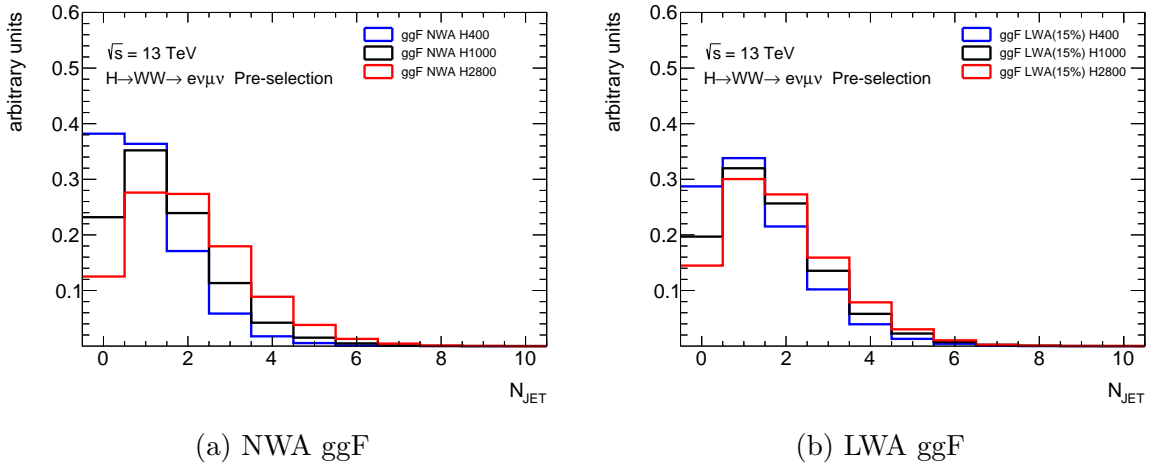 arbitrary units
0.6
0.5
0.4
0.3
0.2
0.1
√s = 13 TeV
H→WW→ eνμν Pre-selection
ggF NWA H400
ggF NWA H1000
ggF NWA H2800
0 2 4 6 8 10
N_JET
(a) NWA ggF
arbitrary units
0.6
0.5
0.4
0.3
0.2
0.1
√s = 13 TeV
H→WW→ eνμν Pre-selection
ggF LWA(15%) H400
ggF LWA(15%) H1000
ggF LWA(15%) H2800
0 2 4 6 8 10
N_JET
(b) LWA ggF